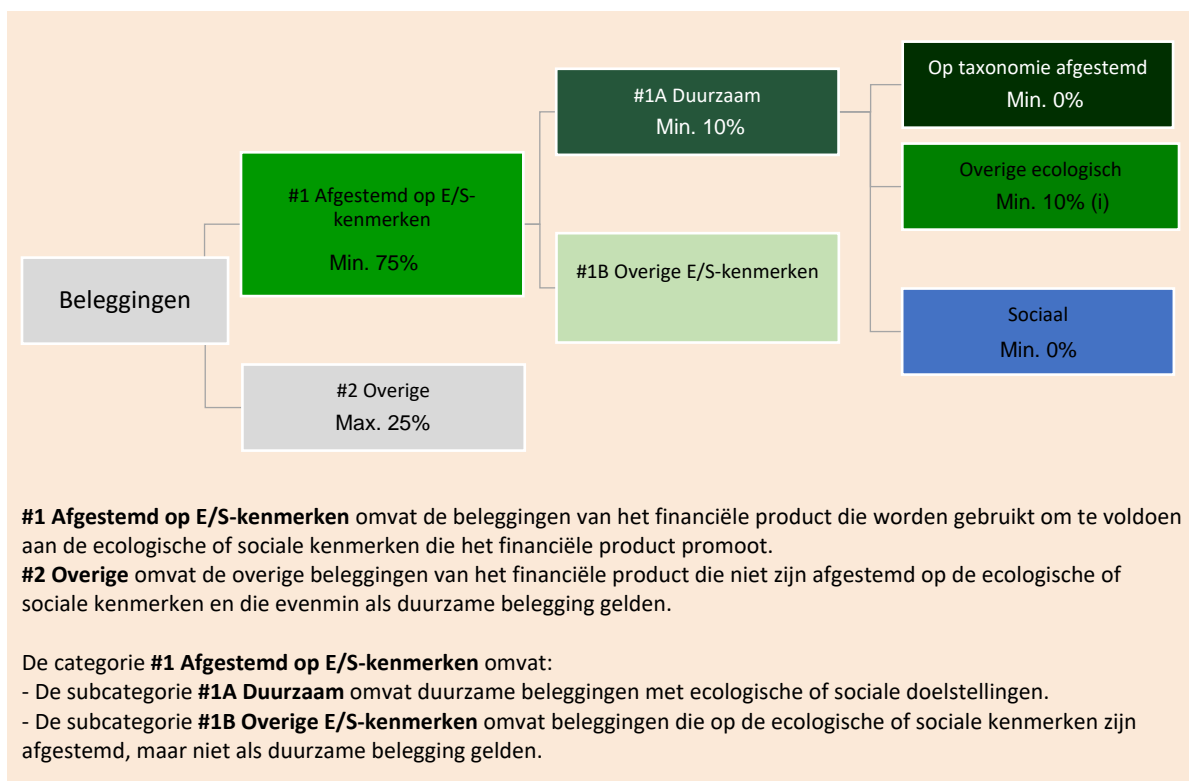 Beleggingen
#1 Afgestemd op E/S-
kenmerken
Min. 75%
#2 Overige
Max. 25%
#1A Duurzaam
Min. 10%
#1B Overige E/S-kenmerken
Op taxonomie afgestemd
Min. 0%
Overige ecologisch
Min. 10% (i)
Sociaal
Min. 0%
#1 Afgestemd op E/S-kenmerken omvat de beleggingen van het financiële product die worden gebruikt om te voldoen
aan de ecologische of sociale kenmerken die het financiële product promoot.
#2 Overige omvat de overige beleggingen van het financiële product die niet zijn afgestemd op de ecologische of
sociale kenmerken en die evenmin als duurzame belegging gelden.
De categorie #1 Afgestemd op E/S-kenmerken omvat:
- De subcategorie #1A Duurzaam omvat duurzame beleggingen met ecologische of sociale doelstellingen.
- De subcategorie #1B Overige E/S-kenmerken omvat beleggingen die op de ecologische of sociale kenmerken zijn
afgestemd, maar niet als duurzame belegging gelden.